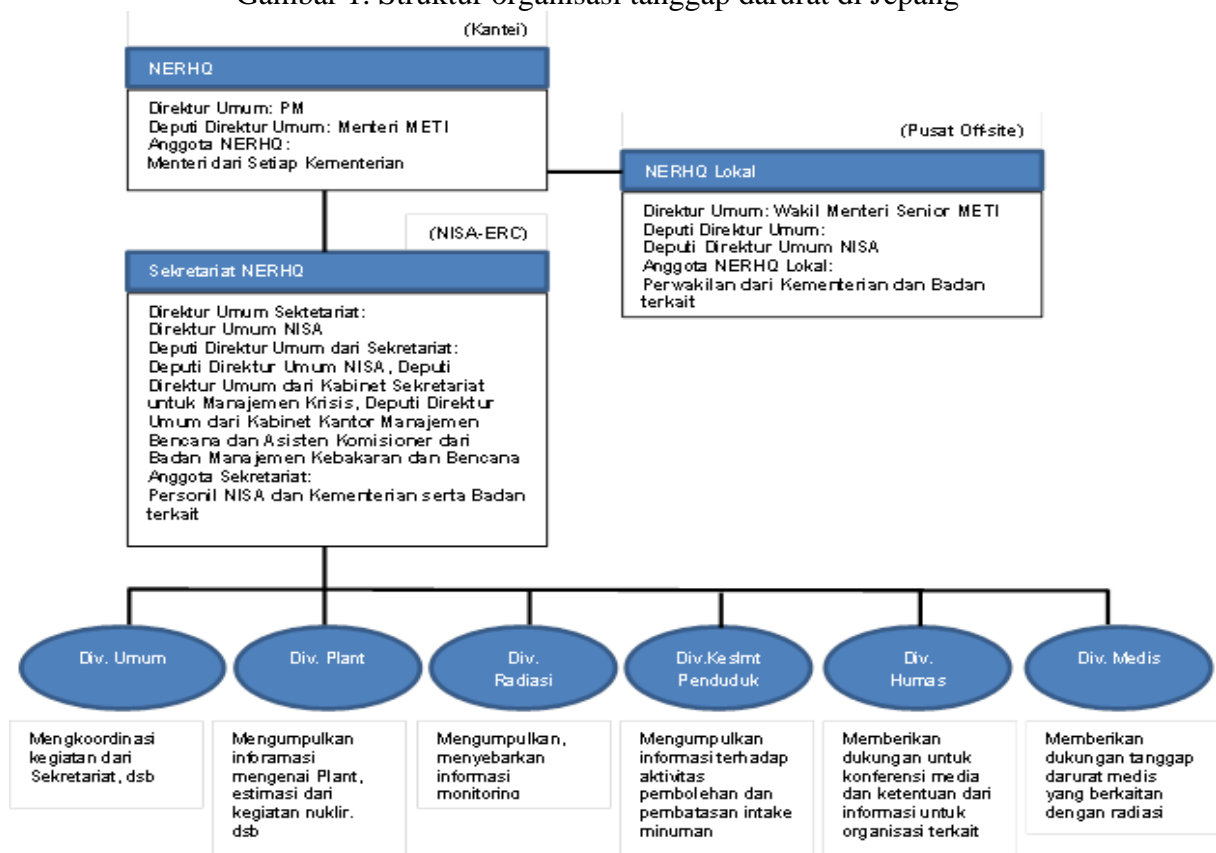 Gambar 1. Struktur organisasi tanggap darurat di Jepang
(Kantei)
NERHQ
Direktur Umum: PM
Deputi Direktur Umum: Menteri METI
Anggota NERHQ:
Menteri dari Setiap Kementerian
(Pusat Off-site)
NERHQ Lokal
Direktur Umum: Wakil Menteri Senior METI
Deputi Direktur Umum:
Deputi Direktur Umum NISA
Anggota NERHQ Lokal:
Perwakilan dari Kementerian dan Badan
terkait
(NISA-ERC)
Sekretariat NERHQ
Direktur Umum Sektetariat:
Direktur Umum NISA
Deputi Direktur Umum dari Sekretariat:
Deputi Direktur Umum NISA, Deputi
Direktur Umum dari Kabinet Sekretariat
untuk Manajemen Krisis, Deputi Direktur
Umum dari Kabinet Kantor Manajemen
Bencana dan Asisten Komisioner dari
Badan Manajemen Kebakaran dan Bencana
Anggota Sekretariat:
Personil NISA dan Kementerian serta Badan
terkait
Div. Umum
Mengkoordinasi
kegiatan dari
Sekretariat, dsb
Div. Plant
Mengumpulkan
inforamasi
mengenai Plant,
estimasi dari
kegiatan nuklir.
dsb
Div.
Radiasi
Mengumpulkan,
menyebarkan
informasi
monitoring
Div.Keslmt
Penduduk
Mengumpulkan
informasi terhadap
aktivitas
pembolehan dan
pembatasan intake
minuman
Div.
Humas
Memberikan
dukungan untuk
konferensi media
dan ketentuan dari
informasi untuk
organisasi terkait
Div. Medis
Memberikan
dukungan tanggap
darurat medis
yang berkaitan
dengan radiasi